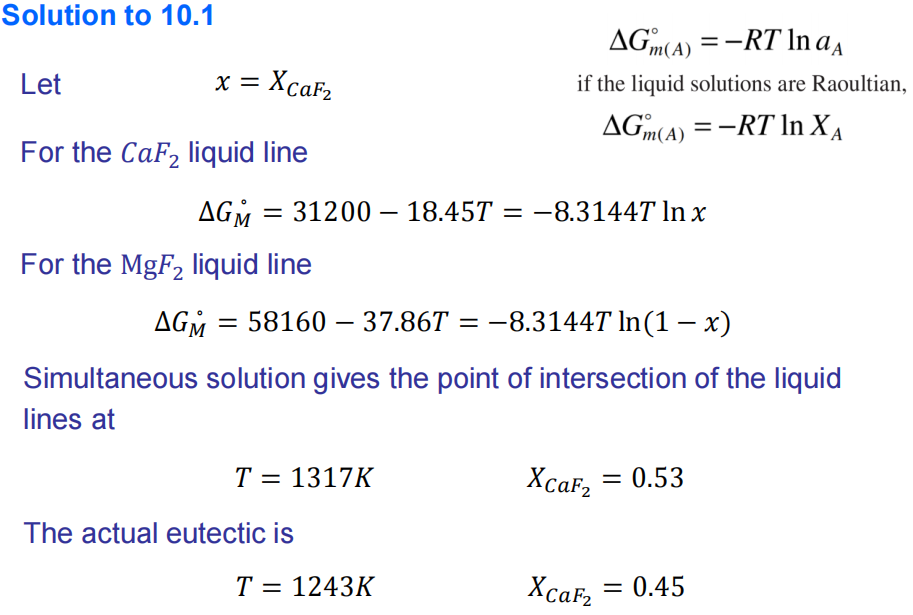 Solution to 10.1
ΔG°m(A) = −RT ln aA
if the liquid solutions are Raoultian,
ΔG°m(A) = −RT ln XA
Let x = XCaF₂
For the CaF₂ liquid line
ΔG°M = 31200 − 18.45T = −8.3144T ln x
For the MgF₂ liquid line
ΔG°M = 58160 − 37.86T = −8.3144T ln(1 − x)
Simultaneous solution gives the point of intersection of the liquid
lines at
T = 1317K XCaF₂ = 0.53
The actual eutectic is
T = 1243K XCaF₂ = 0.45